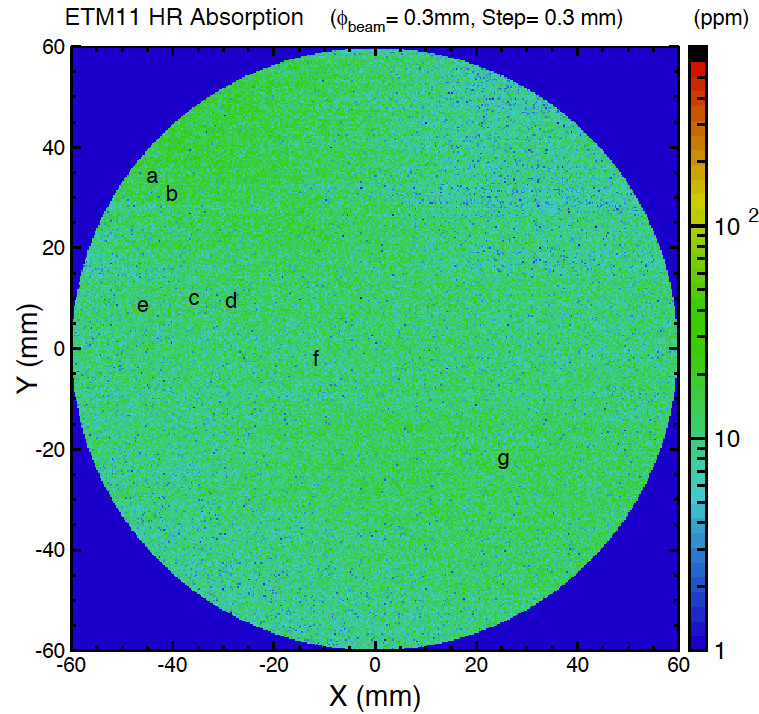 ETM11 HR Absorption (ϕbeam= 0.3mm, Step= 0.3 mm) (ppm)
60
40
a
b
20
10 2
e c d
Y (mm)
0
f
10
-20
g
-40
-60
1
-60 -40 -20 0 20 40 60
X (mm)